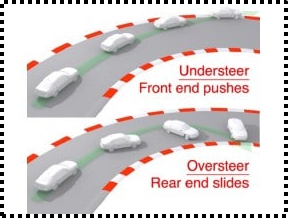 Understeer
Front end pushes
Oversteer
Rear end slides